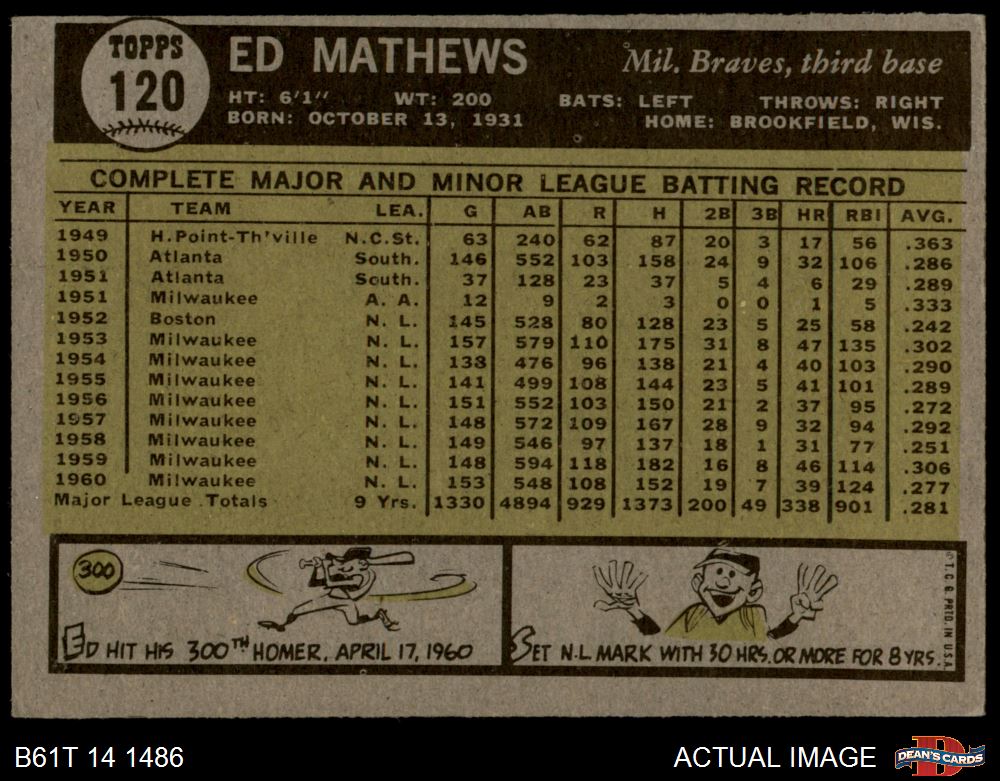 TOPPS
120
ED MATHEWS
Mil. Braves, third base
HT: 6'1" WT: 200 BATS: LEFT THROWS: RIGHT
BORN: OCTOBER 13, 1931 HOME: BROOKFIELD, WIS.
COMPLETE MAJOR AND MINOR LEAGUE BATTING RECORD
YEAR TEAM LEA. G AB R H 2B 3B HR RBI AVG.
1949 H.Point-Th'ville N.C.St. 63 240 62 87 20 3 17 56 .363
1950 Atlanta South. 146 552 103 158 24 9 32 106 .286
1951 Atlanta South. 37 128 23 37 5 4 6 29 .289
1951 Milwaukee A. A. 12 9 2 3 0 0 1 5 .333
1952 Boston N. L. 145 528 80 128 23 5 25 58 .242
1953 Milwaukee N. L. 157 579 110 175 31 8 47 135 .302
1954 Milwaukee N. L. 138 476 96 138 21 4 40 103 .290
1955 Milwaukee N. L. 141 499 108 144 23 5 41 101 .289
1956 Milwaukee N. L. 151 552 103 150 21 2 37 95 .272
1957 Milwaukee N. L. 148 572 109 167 28 9 32 94 .292
1958 Milwaukee N. L. 149 546 97 137 18 1 31 77 .251
1959 Milwaukee N. L. 148 594 118 182 16 8 46 114 .306
1960 Milwaukee N. L. 153 548 108 152 19 7 39 124 .277
Major League Totals 9 Yrs. 1330 4894 929 1373 200 49 338 901 .281
300
ED HIT HIS 300TH HOMER, APRIL 17, 1960
SET N.L. MARK WITH 30 HRS. OR MORE FOR 8 YRS.
© T. C. G. PRTD. IN U.S.A.
B61T 14 1486
ACTUAL IMAGE
D
DEAN'S CARDS